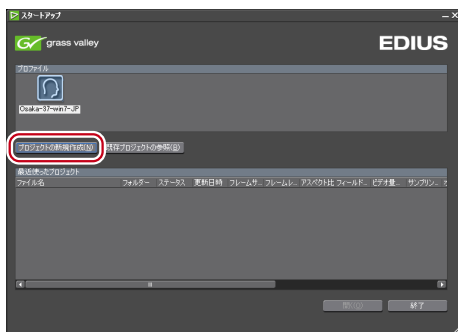 スタートアップ
grass valley
EDIUS
プロファイル
Osaka-37-win7-JP
プロジェクトの新規作成(N)
既存プロジェクトの参照(B)
最近使ったプロジェクト
ファイル名 フォルダー ステータス 更新日時 フレームサ... フレームレ... アスペクト比 フィールド... ビデオ量... サンプリン...
開く(O) 終了